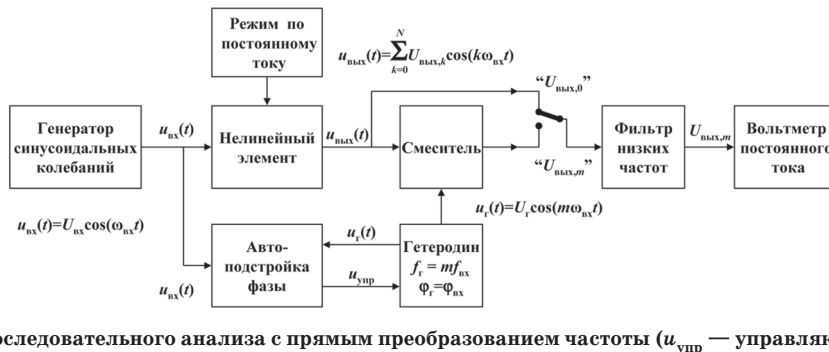 Режим по
постоянному
току
u_вых(t)=∑_{k=0}^{N} U_вых,k cos(kω_вх t)
“U_вых,0”
Генератор
синусоидальных
колебаний
u_вх(t)
Нелинейный
элемент
u_вых(t)
Смеситель
Фильтр
низких
частот
U_вых,m
Вольтметр
постоянного
тока
“U_вых,m”
u_вх(t)=U_вх cos(ω_вх t)
u_г(t)=U_г cos(mω_вх t)
u_вх(t)
Авто-
подстройка
фазы
u_г(t)
u_упр
Гетеродин
f_г = mf_вх
φ_г=φ_вх
последовательного анализа с прямым преобразованием частоты (u_упр —